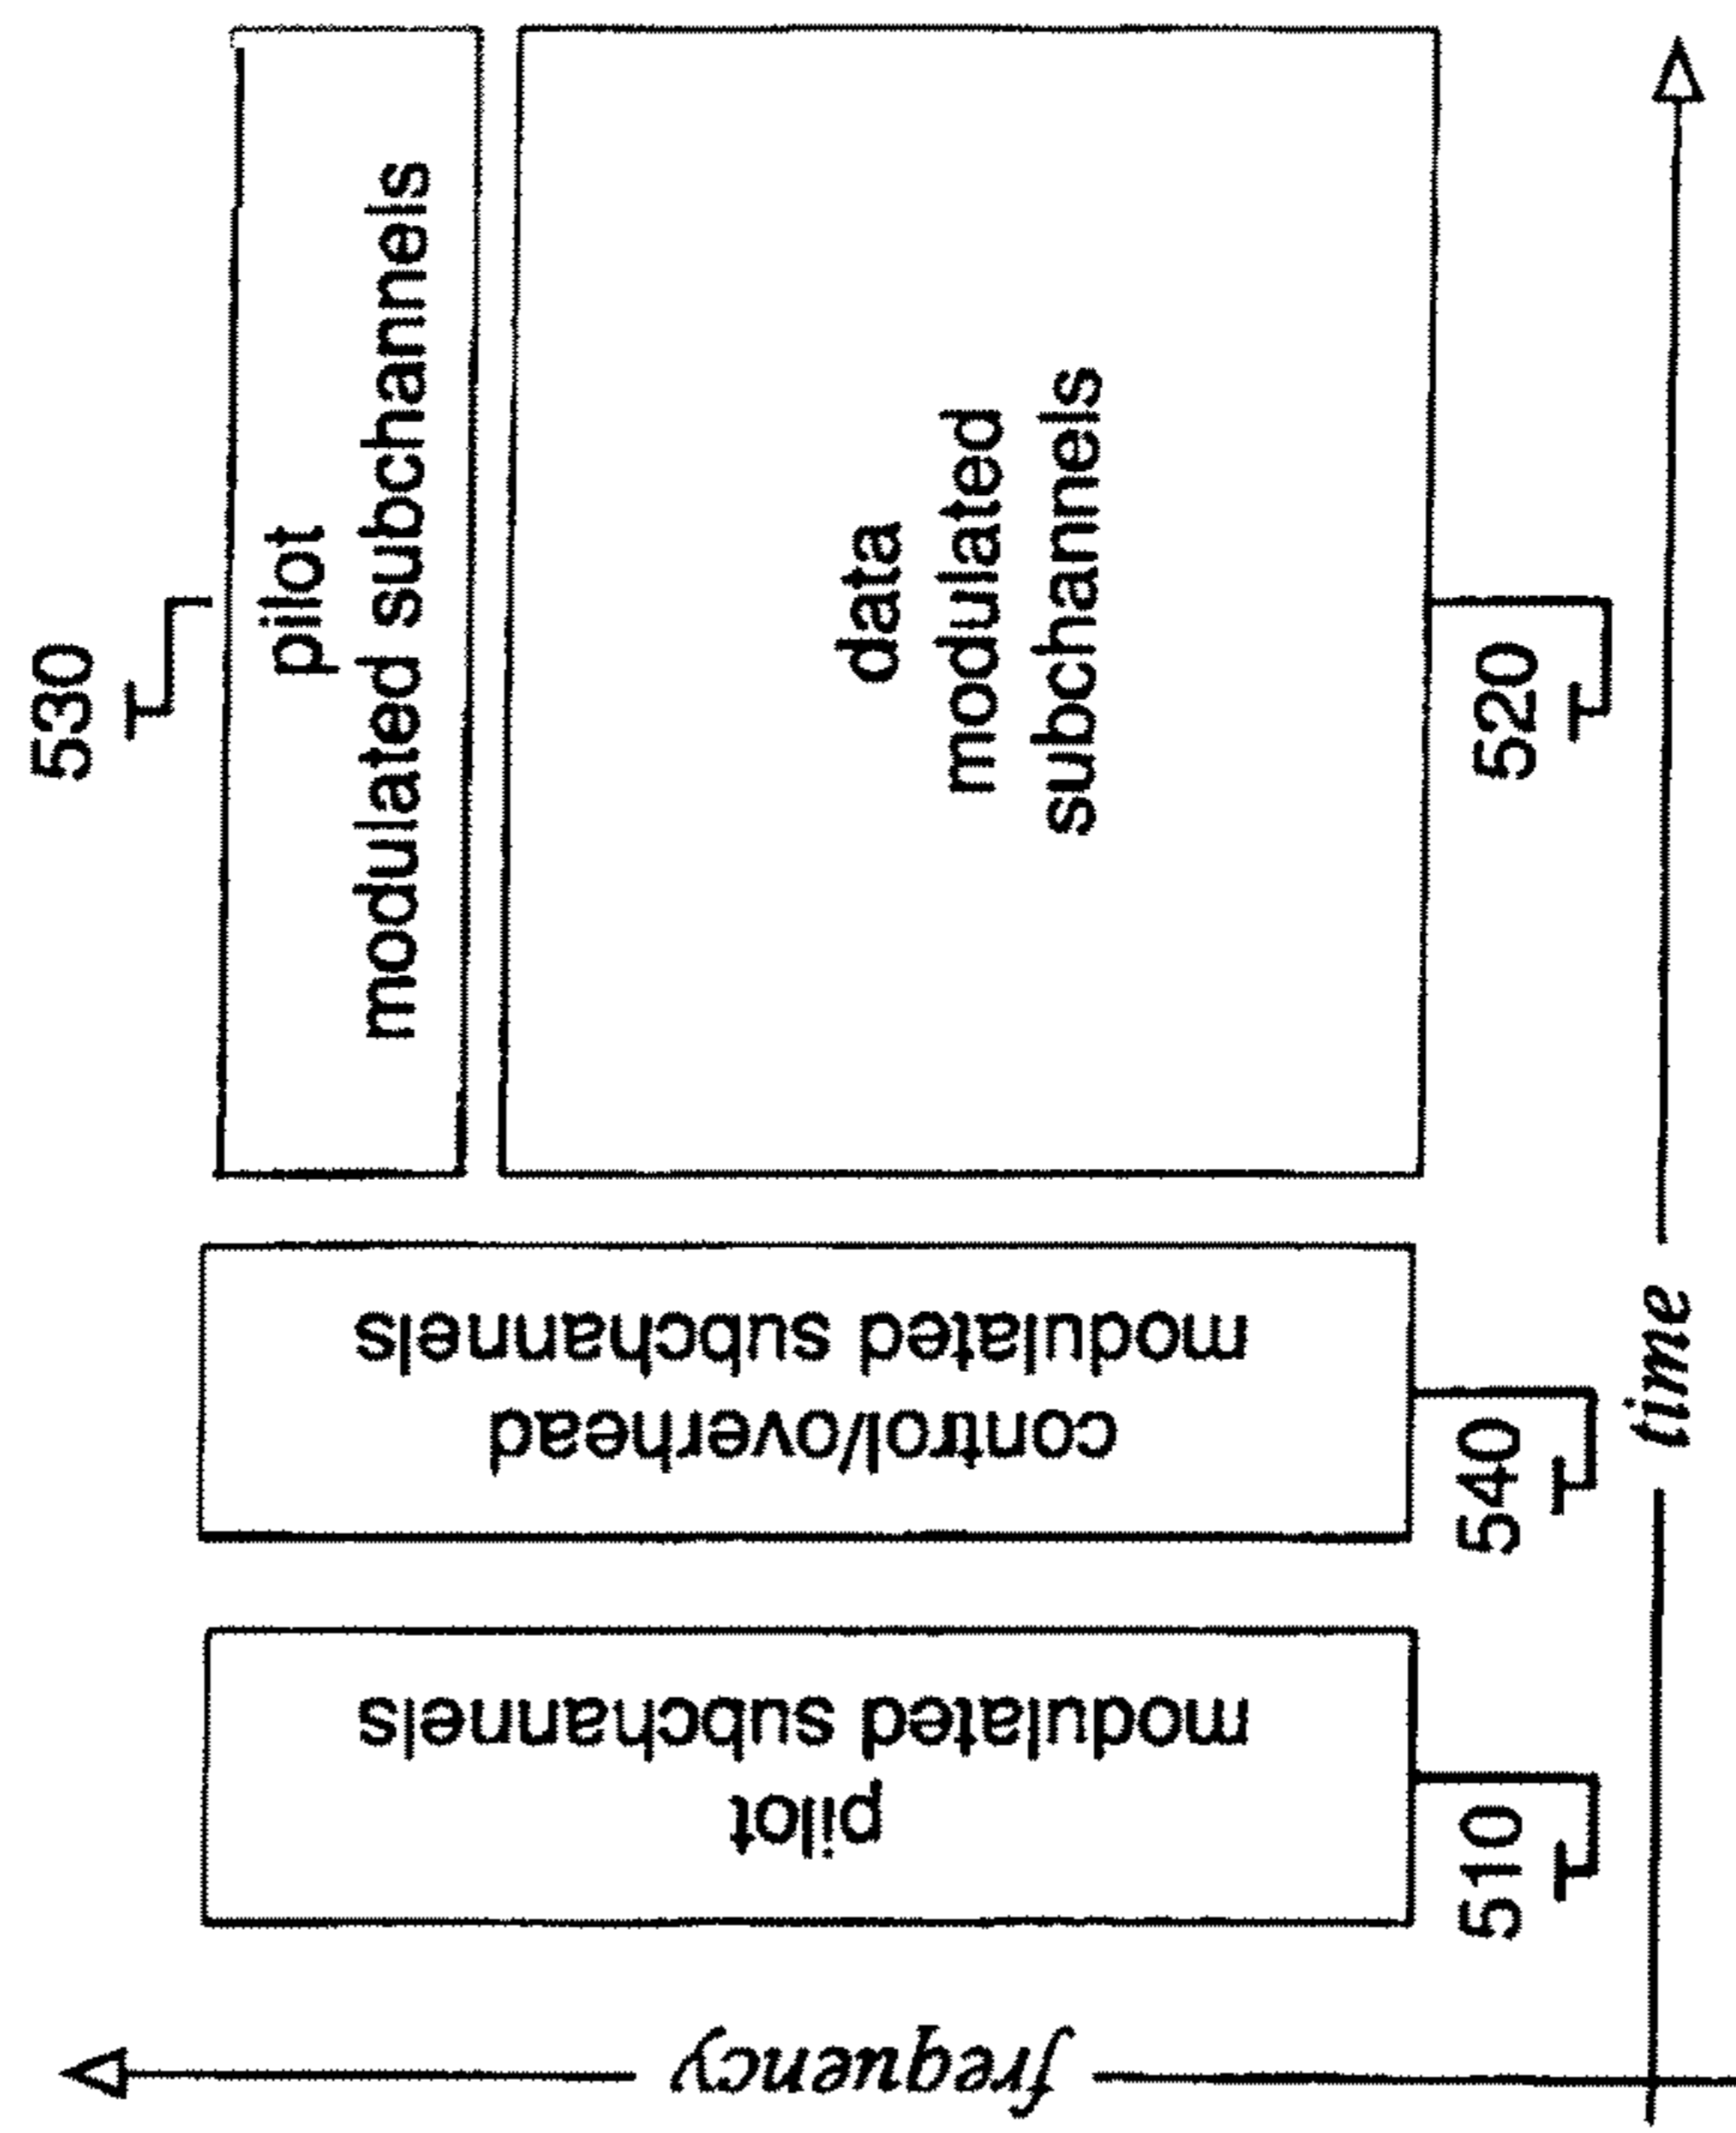 530
pilot
modulated subchannels
data
modulated
subchannels
520
control/overhead
modulated subchannels
540
pilot
modulated subchannels
510
frequency
time